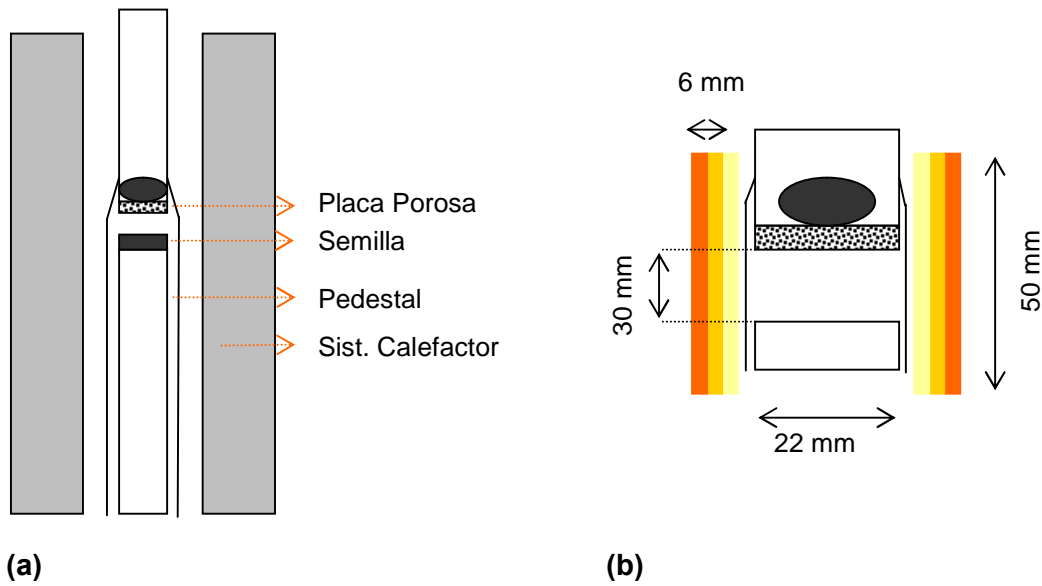 Placa Porosa
Semilla
Pedestal
Sist. Calefactor
(a)
6 mm
30 mm
50 mm
22 mm
(b)